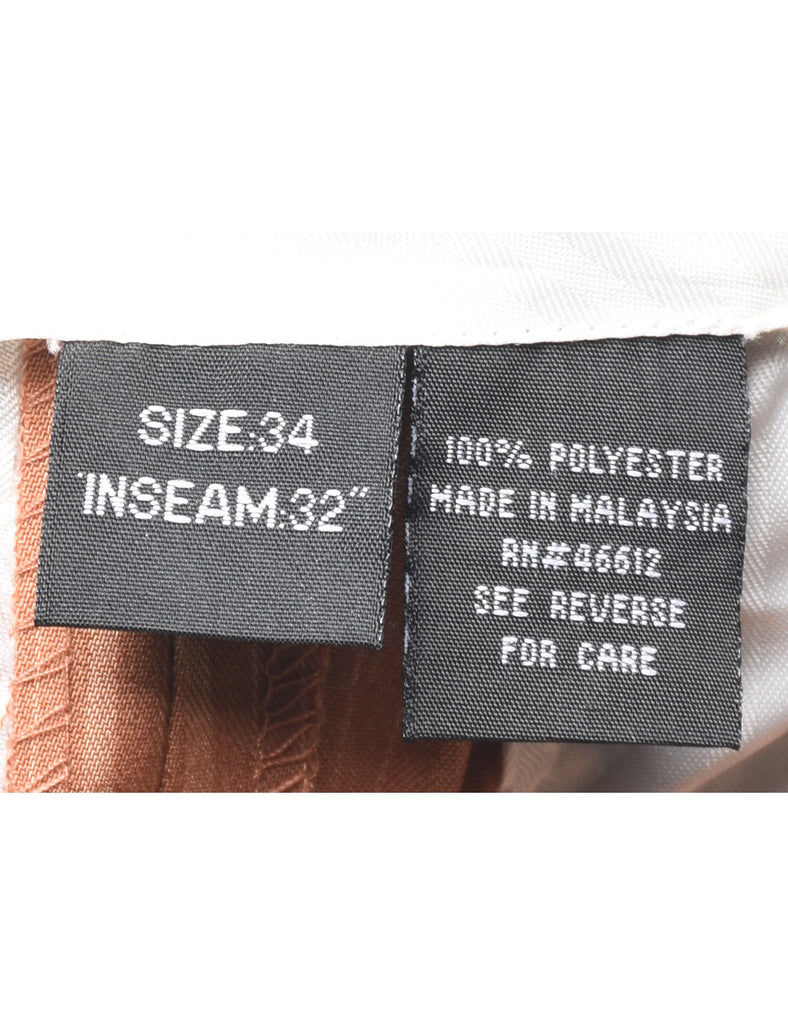 SIZE:34
INSEAM:32"
100% POLYESTER
MADE IN MALAYSIA
RN#46612
SEE REVERSE
FOR CARE